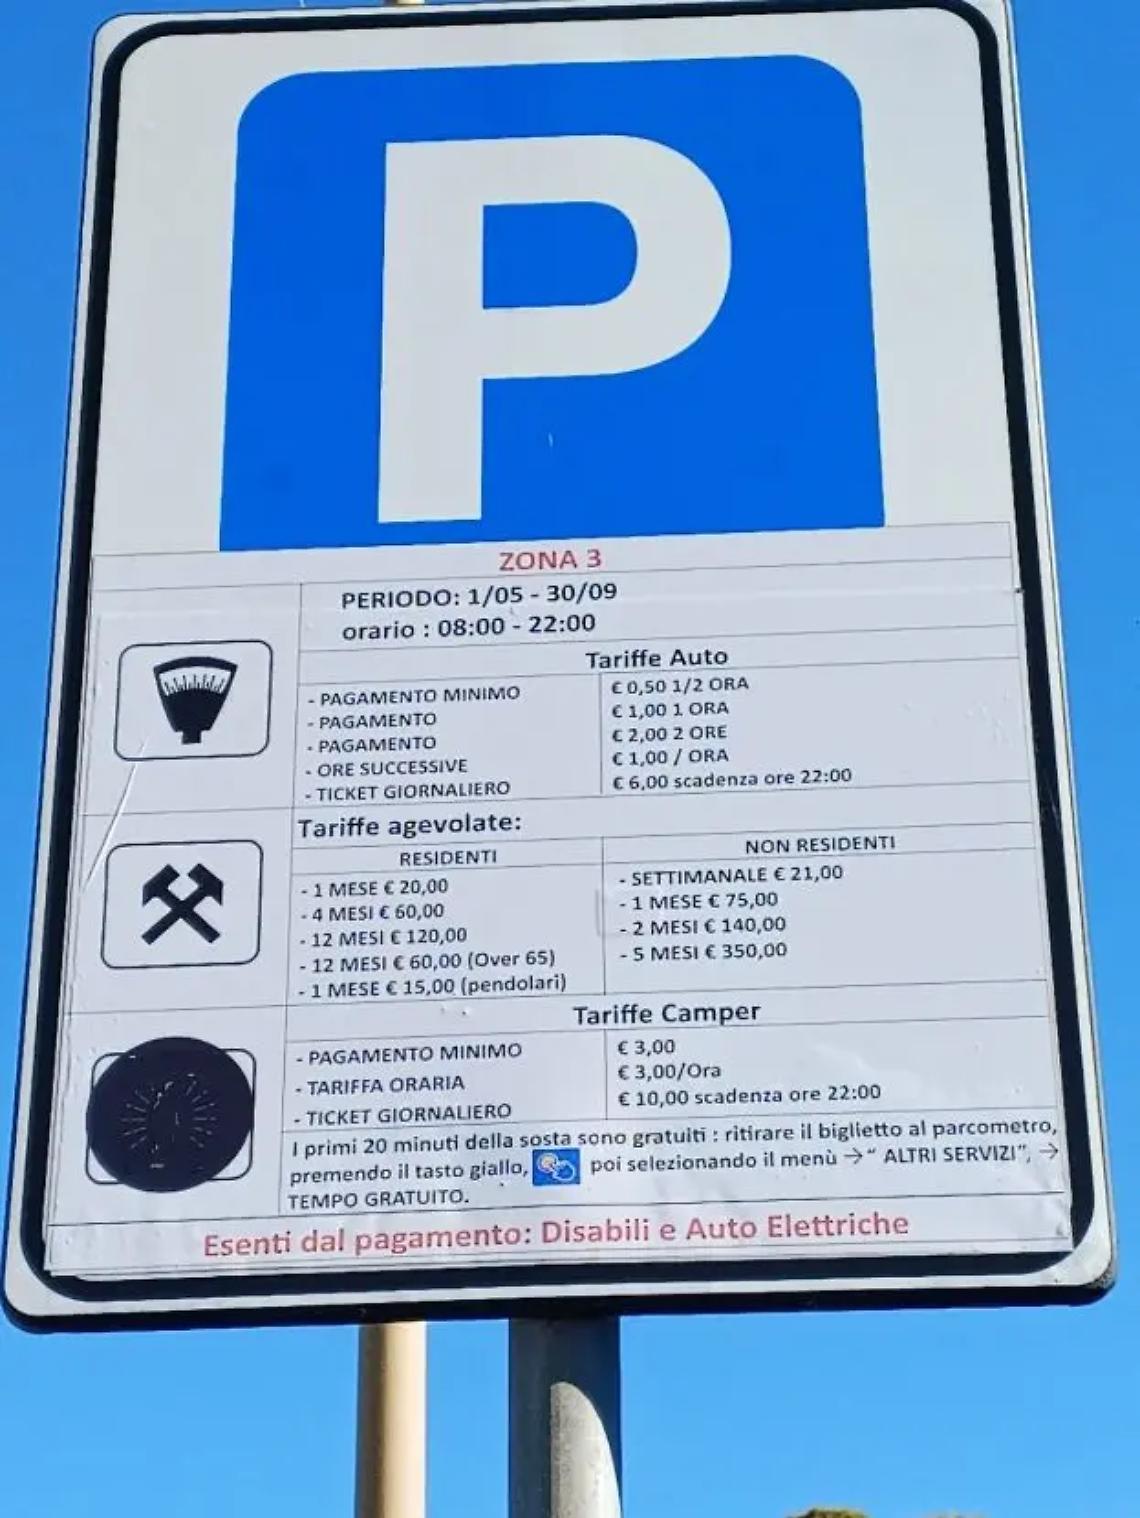 P
ZONA 3
PERIODO: 1/05 - 30/09
orario : 08:00 - 22:00
Tariffe Auto
- PAGAMENTO MINIMO € 0,50 1/2 ORA
- PAGAMENTO € 1,00 1 ORA
- PAGAMENTO € 2,00 2 ORE
- ORE SUCCESSIVE € 1,00 / ORA
- TICKET GIORNALIERO € 6,00 scadenza ore 22:00
Tariffe agevolate:
RESIDENTI
- 1 MESE € 20,00
- 4 MESI € 60,00
- 12 MESI € 120,00
- 12 MESI € 60,00 (Over 65)
- 1 MESE € 15,00 (pendolari)
NON RESIDENTI
- SETTIMANALE € 21,00
- 1 MESE € 75,00
- 2 MESI € 140,00
- 5 MESI € 350,00
Tariffe Camper
- PAGAMENTO MINIMO € 3,00
- TARIFFA ORARIA € 3,00/Ora
- TICKET GIORNALIERO € 10,00 scadenza ore 22:00
I primi 20 minuti della sosta sono gratuiti : ritirare il biglietto al parcometro,
premendo il tasto giallo, poi selezionando il menù →" ALTRI SERVIZI", →
TEMPO GRATUITO.
Esenti dal pagamento: Disabili e Auto Elettriche